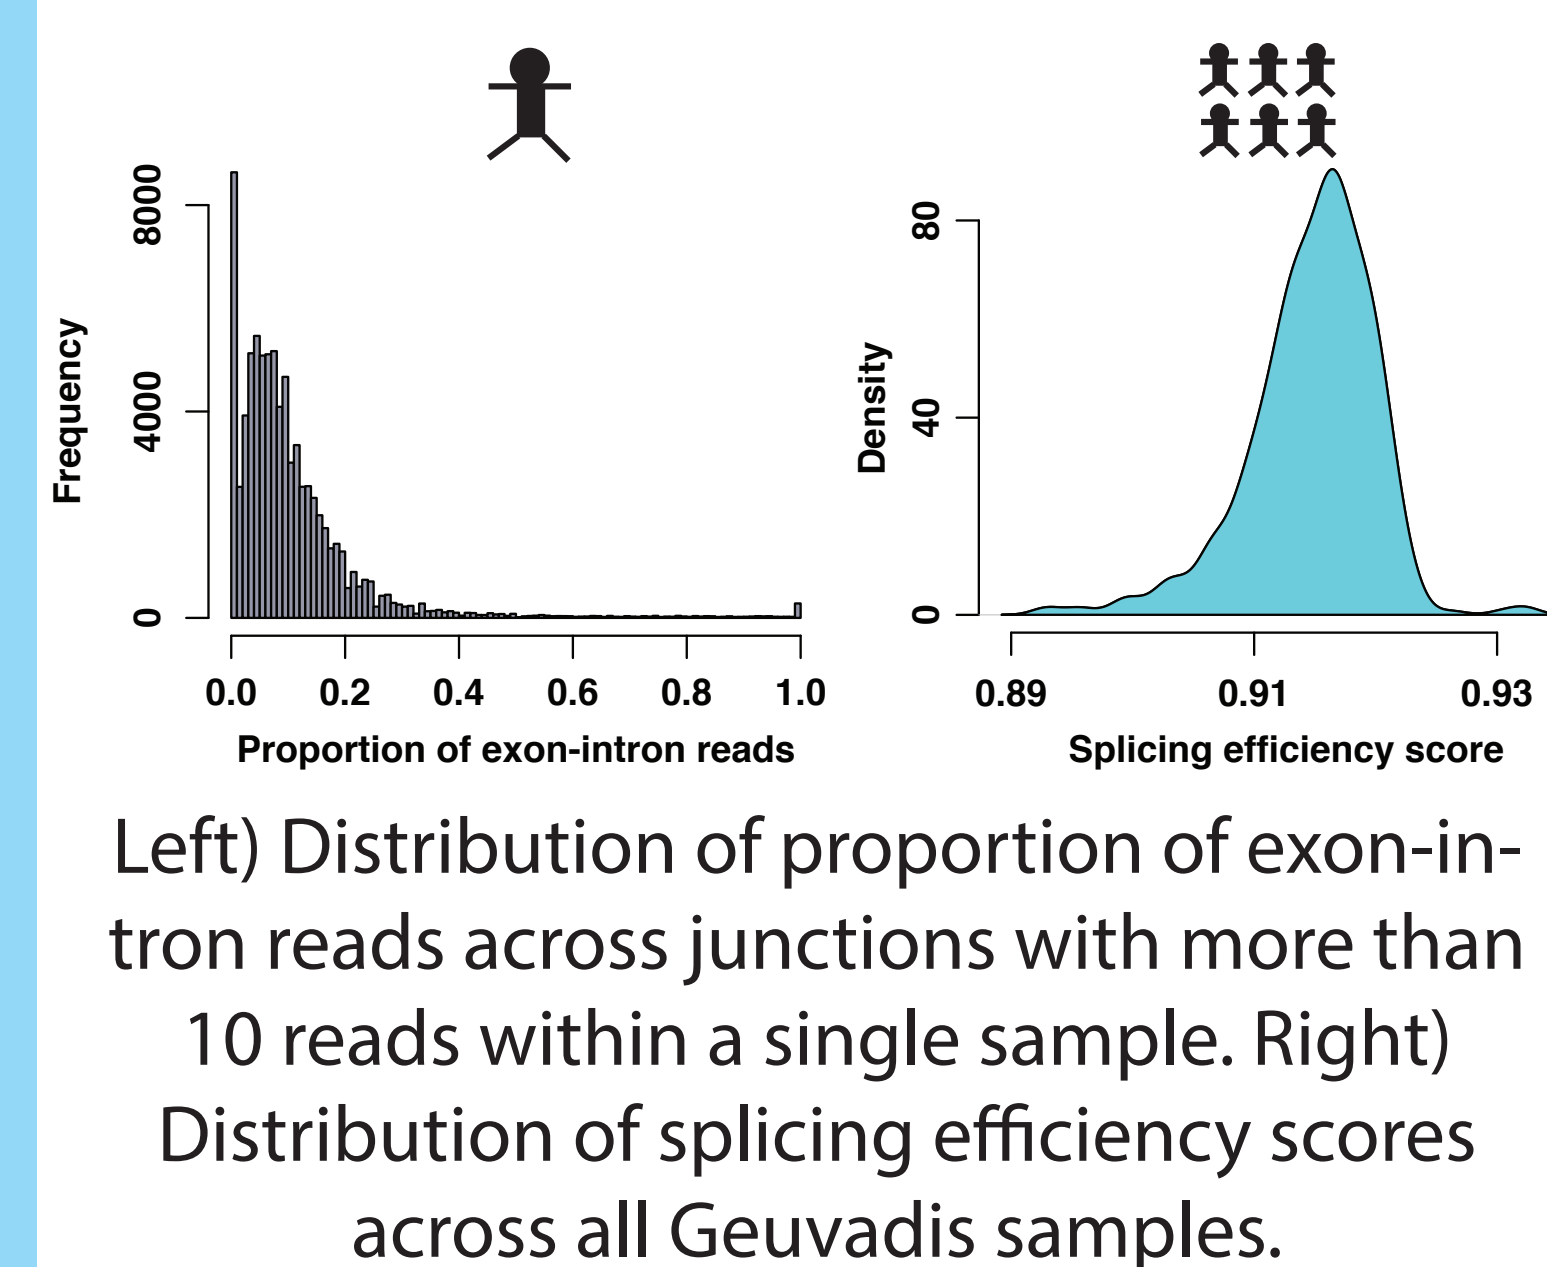 Frequency
8000
4000
0
0.0 0.2 0.4 0.6 0.8 1.0
Proportion of exon-intron reads
Density
80
40
0
0.89 0.91 0.93
Splicing efficiency score
Left) Distribution of proportion of exon-in-
tron reads across junctions with more than
10 reads within a single sample. Right)
Distribution of splicing efficiency scores
across all Geuvadis samples.